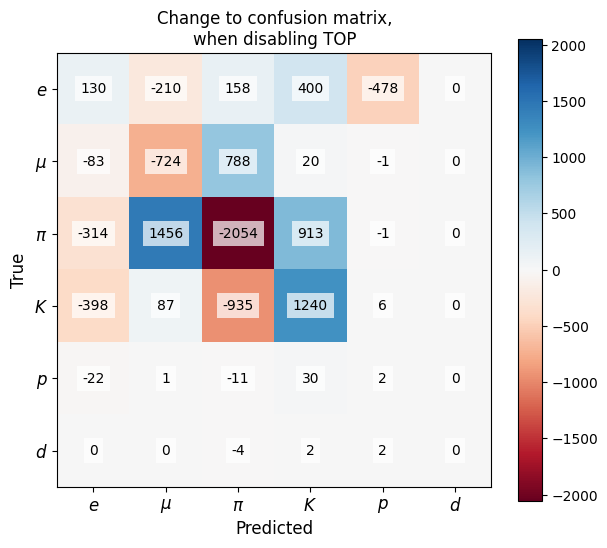 Change to confusion matrix,
when disabling TOP
e 130 -210 158 400 -478 0
μ -83 -724 788 20 -1 0
π -314 1456 -2054 913 -1 0
K -398 87 -935 1240 6 0
p -22 1 -11 30 2 0
d 0 0 -4 2 2 0
e μ π K p d
Predicted
True
2000
1500
1000
500
0
−500
−1000
−1500
−2000